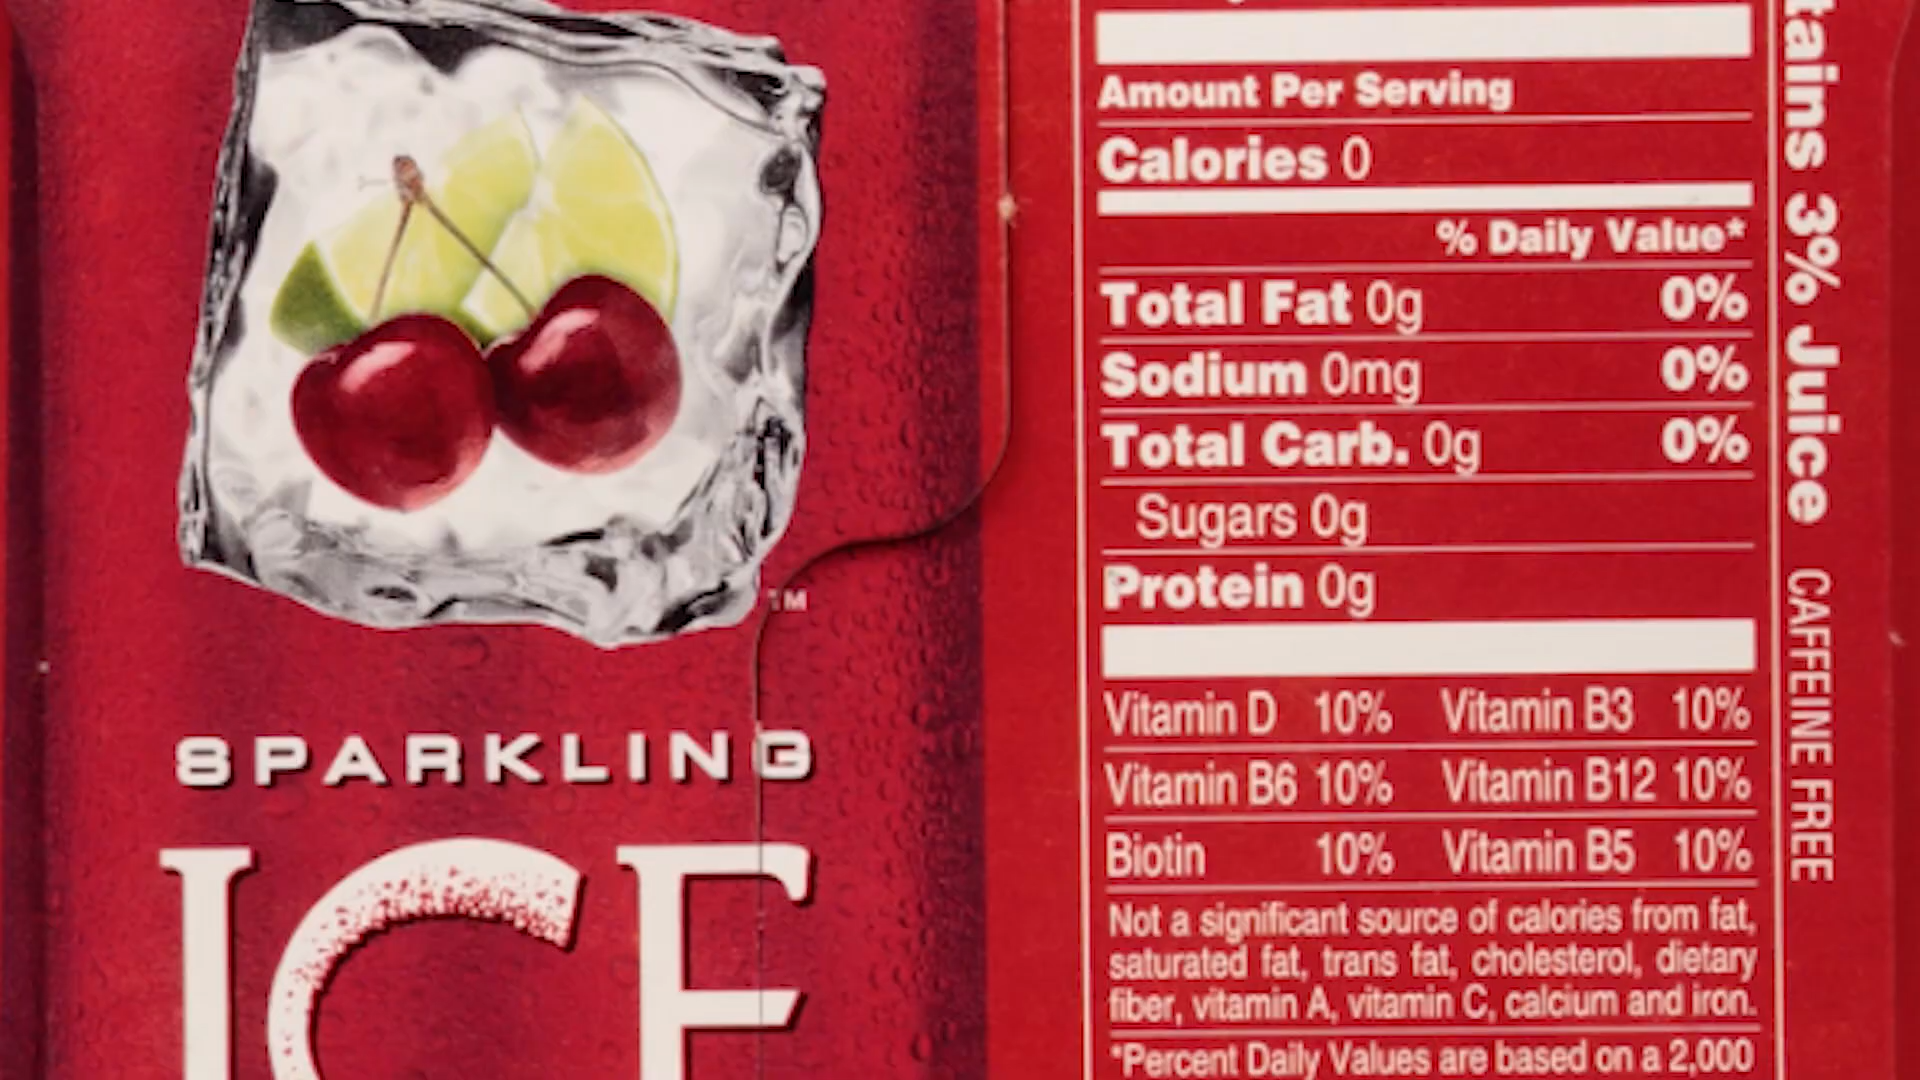 TM
SPARKLING
ICE
Amount Per Serving
Calories 0
% Daily Value*
Total Fat 0g 0%
Sodium 0mg 0%
Total Carb. 0g 0%
Sugars 0g
Protein 0g
Vitamin D 10% Vitamin B3 10%
Vitamin B6 10% Vitamin B12 10%
Biotin 10% Vitamin B5 10%
Not a significant source of calories from fat,
saturated fat, trans fat, cholesterol, dietary
fiber, vitamin A, vitamin C, calcium and iron.
*Percent Daily Values are based on a 2,000
tains 3% Juice CAFFEINE FREE